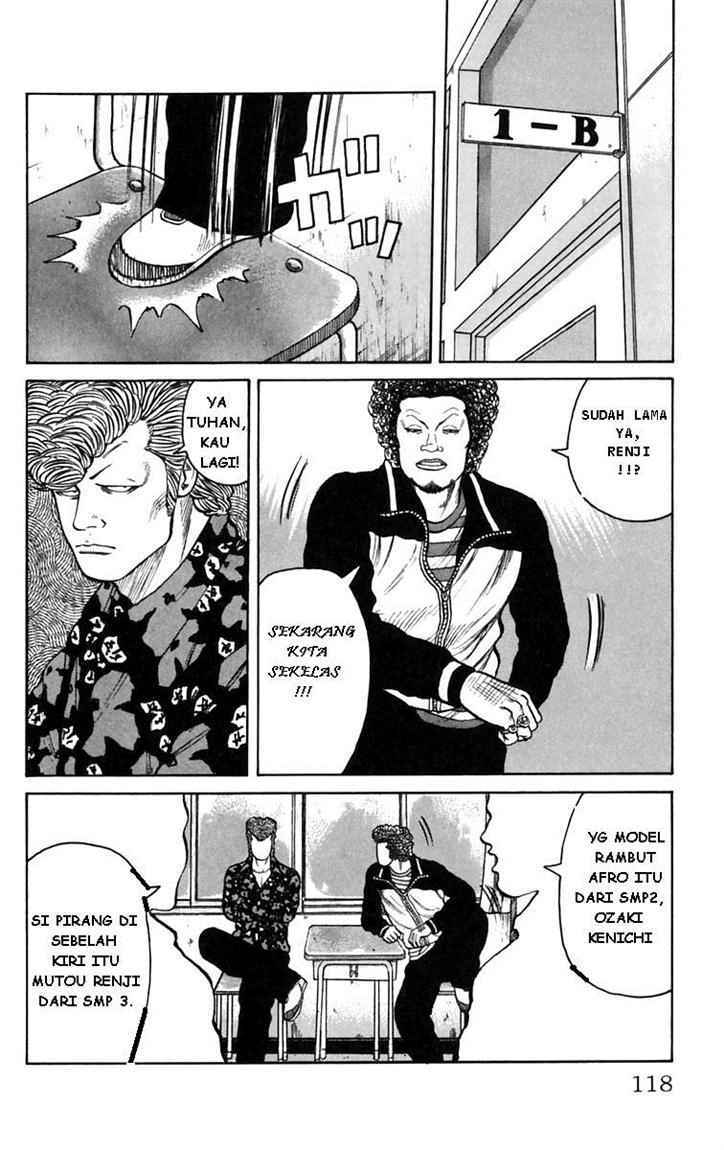 1-B
ガ
ガッ
SUDAH LAMA
YA,
RENJI
!!?
SEKARANG
KITA
SEKELAS
!!!
YA
TUHAN,
KAU
LAGI!
YG MODEL
RAMBUT
AFRO ITU
DARI SMP2,
OZAKI
KENICHI
SI PIRANG DI
SEBELAH
KIRI ITU
MUTOU RENJI
DARI SMP 3.
118